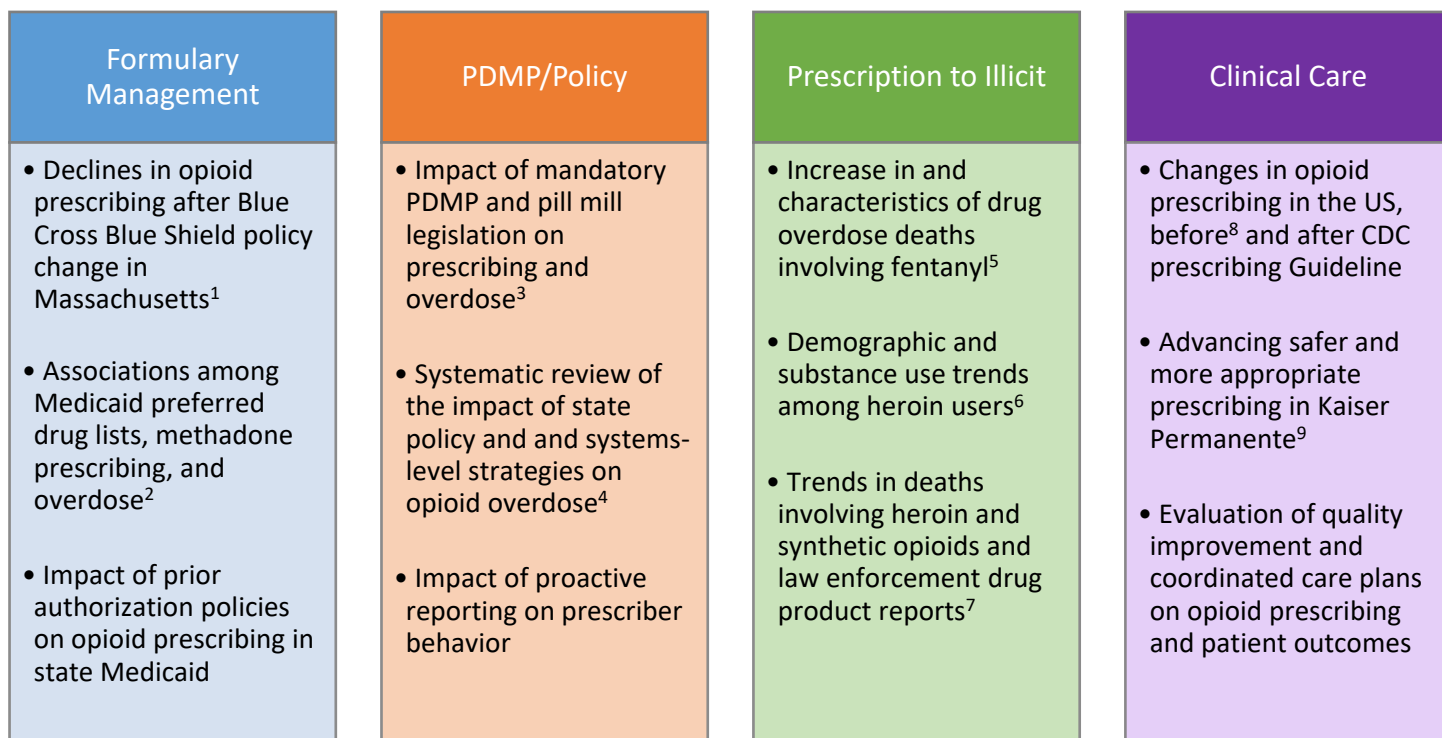 Formulary
Management
• Declines in opioid
prescribing after Blue
Cross Blue Shield policy
change in
Massachusetts¹
• Associations among
Medicaid preferred
drug lists, methadone
prescribing, and
overdose²
• Impact of prior
authorization policies
on opioid prescribing in
state Medicaid
PDMP/Policy
• Impact of mandatory
PDMP and pill mill
legislation on
prescribing and
overdose³
• Systematic review of
the impact of state
policy and and systems-
level strategies on
opioid overdose⁴
• Impact of proactive
reporting on prescriber
behavior
Prescription to Illicit
• Increase in and
characteristics of drug
overdose deaths
involving fentanyl⁵
• Demographic and
substance use trends
among heroin users⁶
• Trends in deaths
involving heroin and
synthetic opioids and
law enforcement drug
product reports⁷
Clinical Care
• Changes in opioid
prescribing in the US,
before⁸ and after CDC
prescribing Guideline
• Advancing safer and
more appropriate
prescribing in Kaiser
Permanente⁹
• Evaluation of quality
improvement and
coordinated care plans
on opioid prescribing
and patient outcomes